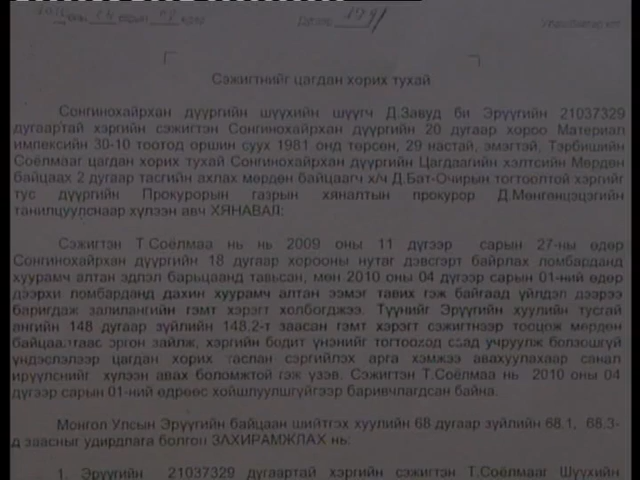 1991
Сэжигтнийг цагдан хорих тухай
Сонгинохайрхан дүүргийн шүүхийн шүүгч Д.Завуд би Эрүүгийн 21037329
дугаартай хэргийн сэжигтэн Сонгинохайрхан дүүргийн 20 дугаар хороо Материал
импексийн 30-10 тоотод оршин суух 1981 онд төрсөн, 29 настай, эмэгтэй, Тэрбишийн
Соёлмааг цагдан хорих тухай Сонгинохайрхан дүүргийн Цагдаагийн хэлтсийн Мөрдөн
байцаах 2 дугаар тасгийн ахлах мөрдөн байцаагч х/ч Д.Бат-Очирын тогтоолтой хэргийг
тус дүүргийн Прокурорын газрын хяналтын прокурор Д.Мөнгөнцэцэгийн
танилцуулснаар хүлээн авч ХЯНАВАЛ:
Сэжигтэн Т.Соёлмаа нь нь 2009 оны 11 дүгээр сарын 27-ны өдөр
Сонгинохайрхан дүүргийн 18 дугаар хорооны нутаг дэвсгэрт байрлах ломбарданд
хуурамч алтан эдлэл барьцаанд тавьсан, мөн 2010 оны 04 дүгээр сарын 01-ний өдөр
дээрхи ломбарданд дахин хуурамч алтан ээмэг тавих гэж байгаад үйлдэл дээрээ
баригдаж залилангийн гэмт хэрэгт холбогджээ. Түүнийг Эрүүгийн хуулийн тусгай
ангийн 148 дугаар зүйлийн 148.2-т заасан гэмт хэрэгт сэжигтнээр тооцож мөрдөн
байцаалтаас зайлж, хэргийн бодит үнэнийг тогтооход саад учруулж болзошгүй
үндэслэлээр цагдан хорих таслан сэргийлэх арга хэмжээ авахуулахаар санал
ирүүлснийг хүлээн авах боломжтой гэж үзэв. Сэжигтэн Т.Соёлмаа нь 2010 оны 04
дүгээр сарын 01-ний өдрөөс хойшлуулшгүйгээр баривчлагдсан байна.
Монгол Улсын Эрүүгийн байцаан шийтгэх хуулийн 68 дугаар зүйлийн 68.1, 68.3-
д заасныг удирдлага болгон ЗАХИРАМЖЛАХ нь:
1. Эрүүгийн 21037329 дугаартай хэргийн сэжигтэн Т.Соёлмааг Шүүхийн